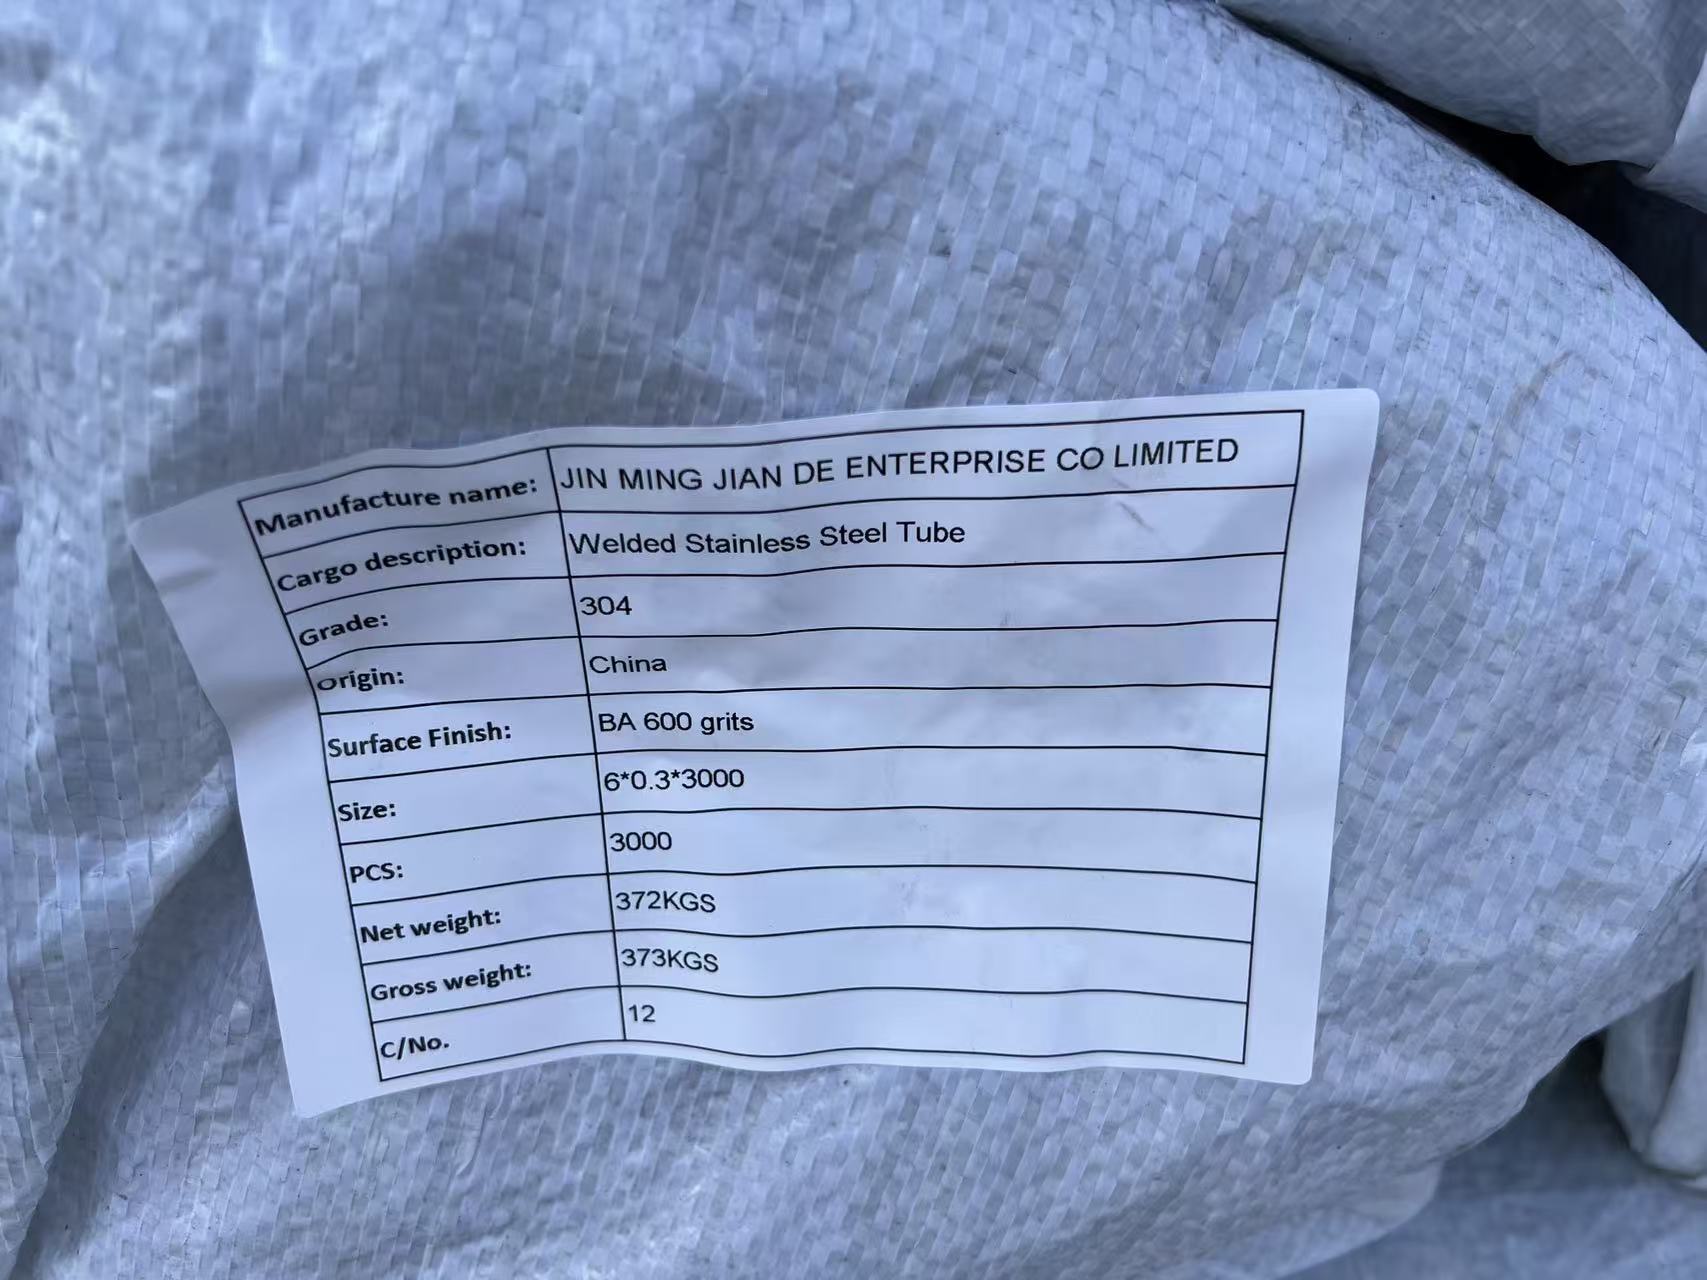 Manufacture name: JIN MING JIAN DE ENTERPRISE CO LIMITED
Cargo description: Welded Stainless Steel Tube
Grade: 304
Origin: China
Surface Finish: BA 600 grits
Size: 6*0.3*3000
PCS: 3000
Net weight: 372KGS
Gross weight: 373KGS
C/No. 12